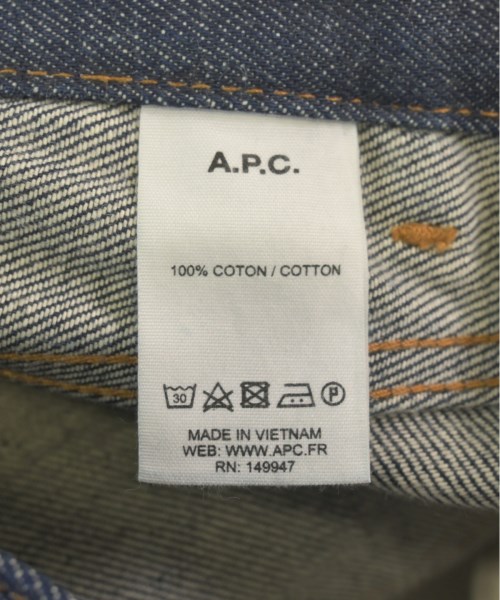 A.P.C.
100% COTON / COTTON
30 P
MADE IN VIETNAM
WEB: WWW.APC.FR
RN: 149947